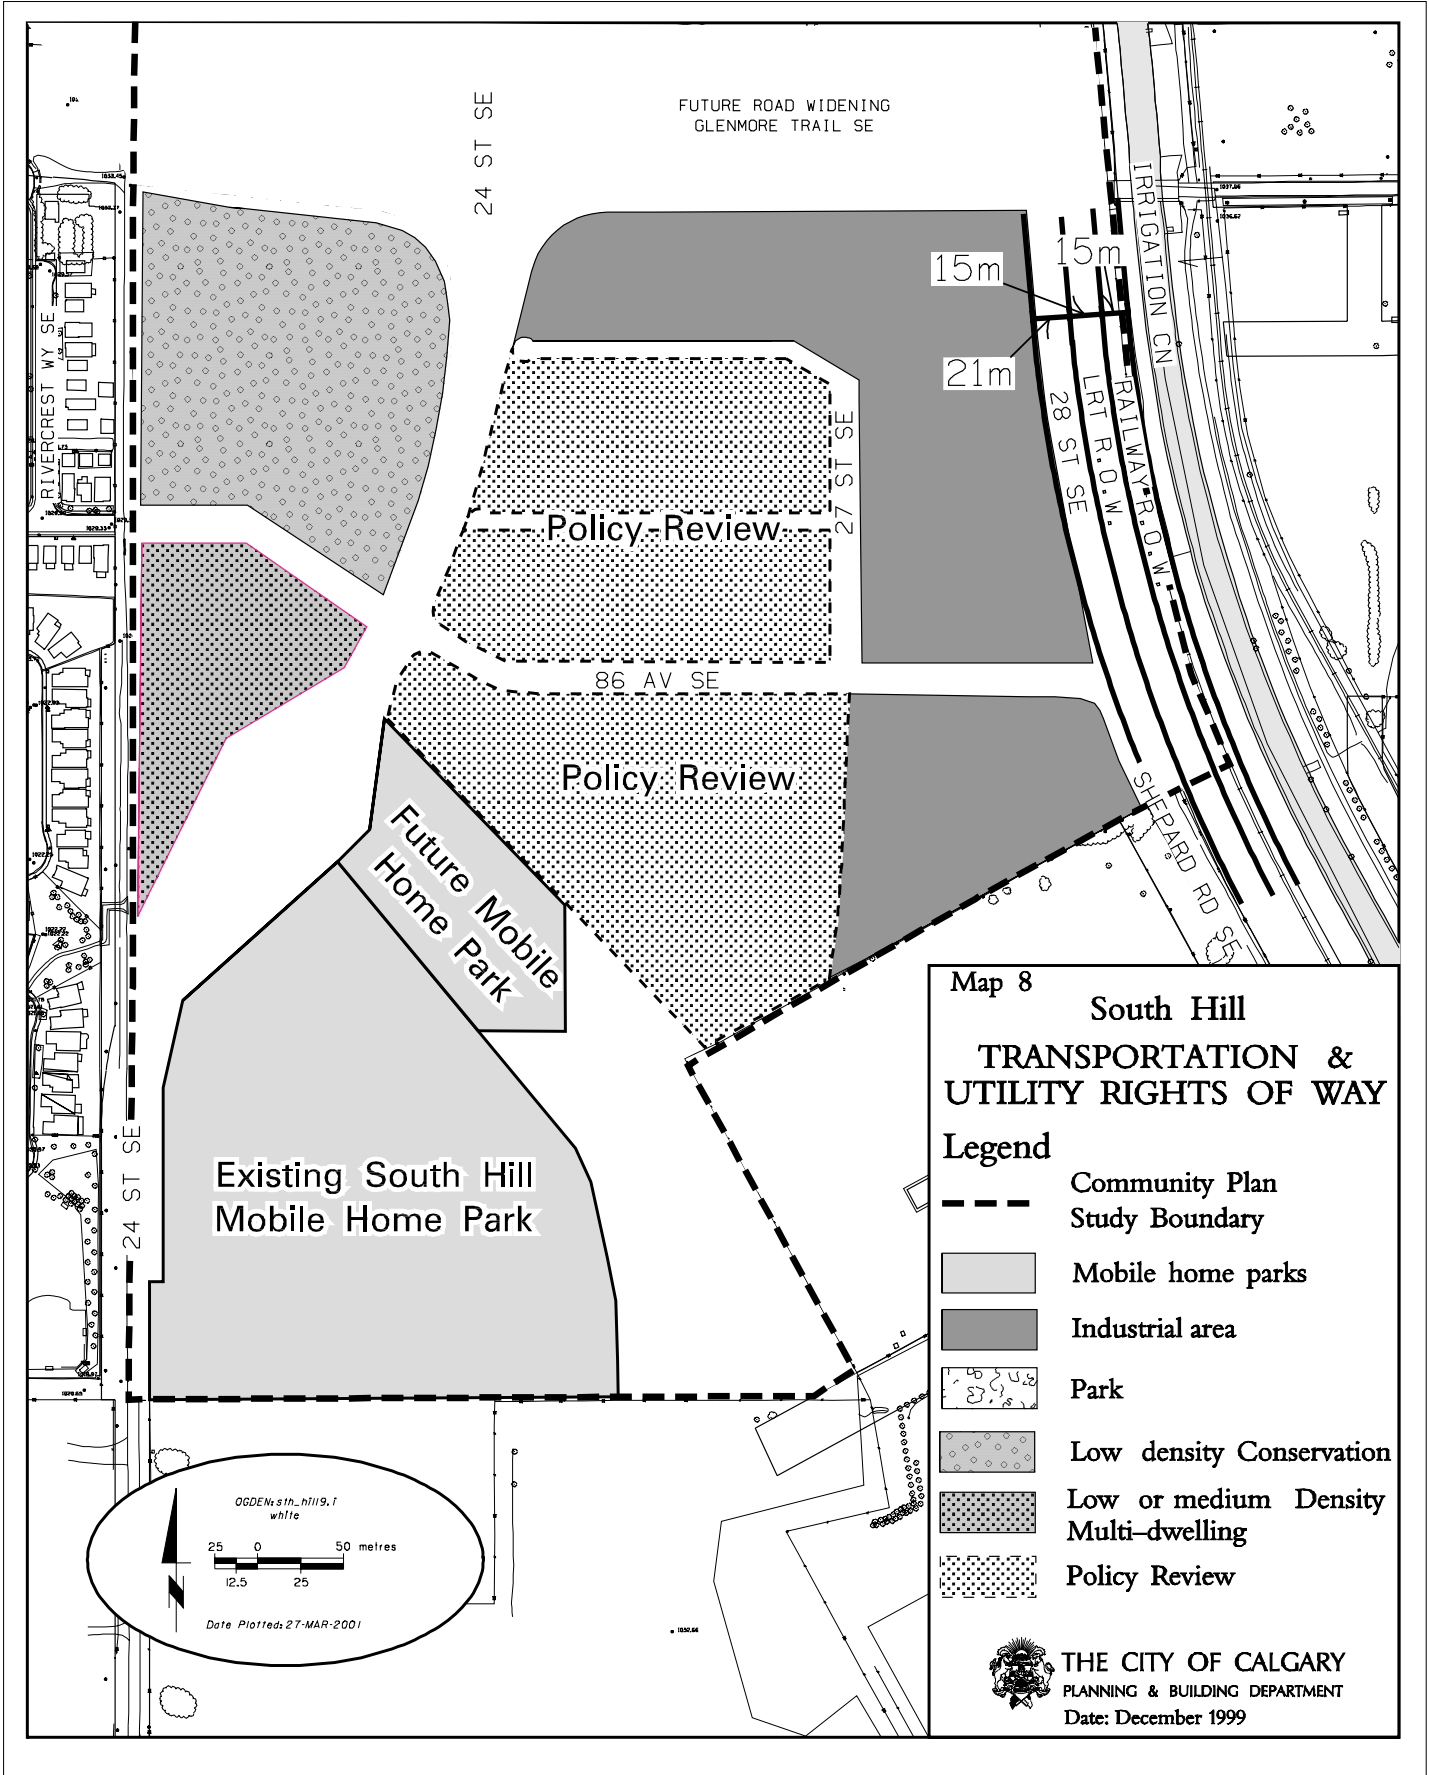 FUTURE ROAD WIDENING
GLENMORE TRAIL SE
24 ST SE
IRRIGATION CN
15m
15m
21m
RIVERCREST WY SE
27 ST SE
28 ST SE
LRT R.O.W.
RAILWAY R.O.W.
Policy Review
86 AV SE
Policy Review
SHEPARD RD SE
Future Mobile
Home Park
Existing South Hill
Mobile Home Park
24 ST SE
Map 8
South Hill
TRANSPORTATION &
UTILITY RIGHTS OF WAY
Legend
Community Plan
Study Boundary
Mobile home parks
Industrial area
Park
Low density Conservation
Low or medium Density
Multi-dwelling
Policy Review
THE CITY OF CALGARY
PLANNING & BUILDING DEPARTMENT
Date: December 1999
OGDEN:sth_hill9.i
white
25 0 50 metres
12.5 25
Date Plotted: 27-MAR-2001